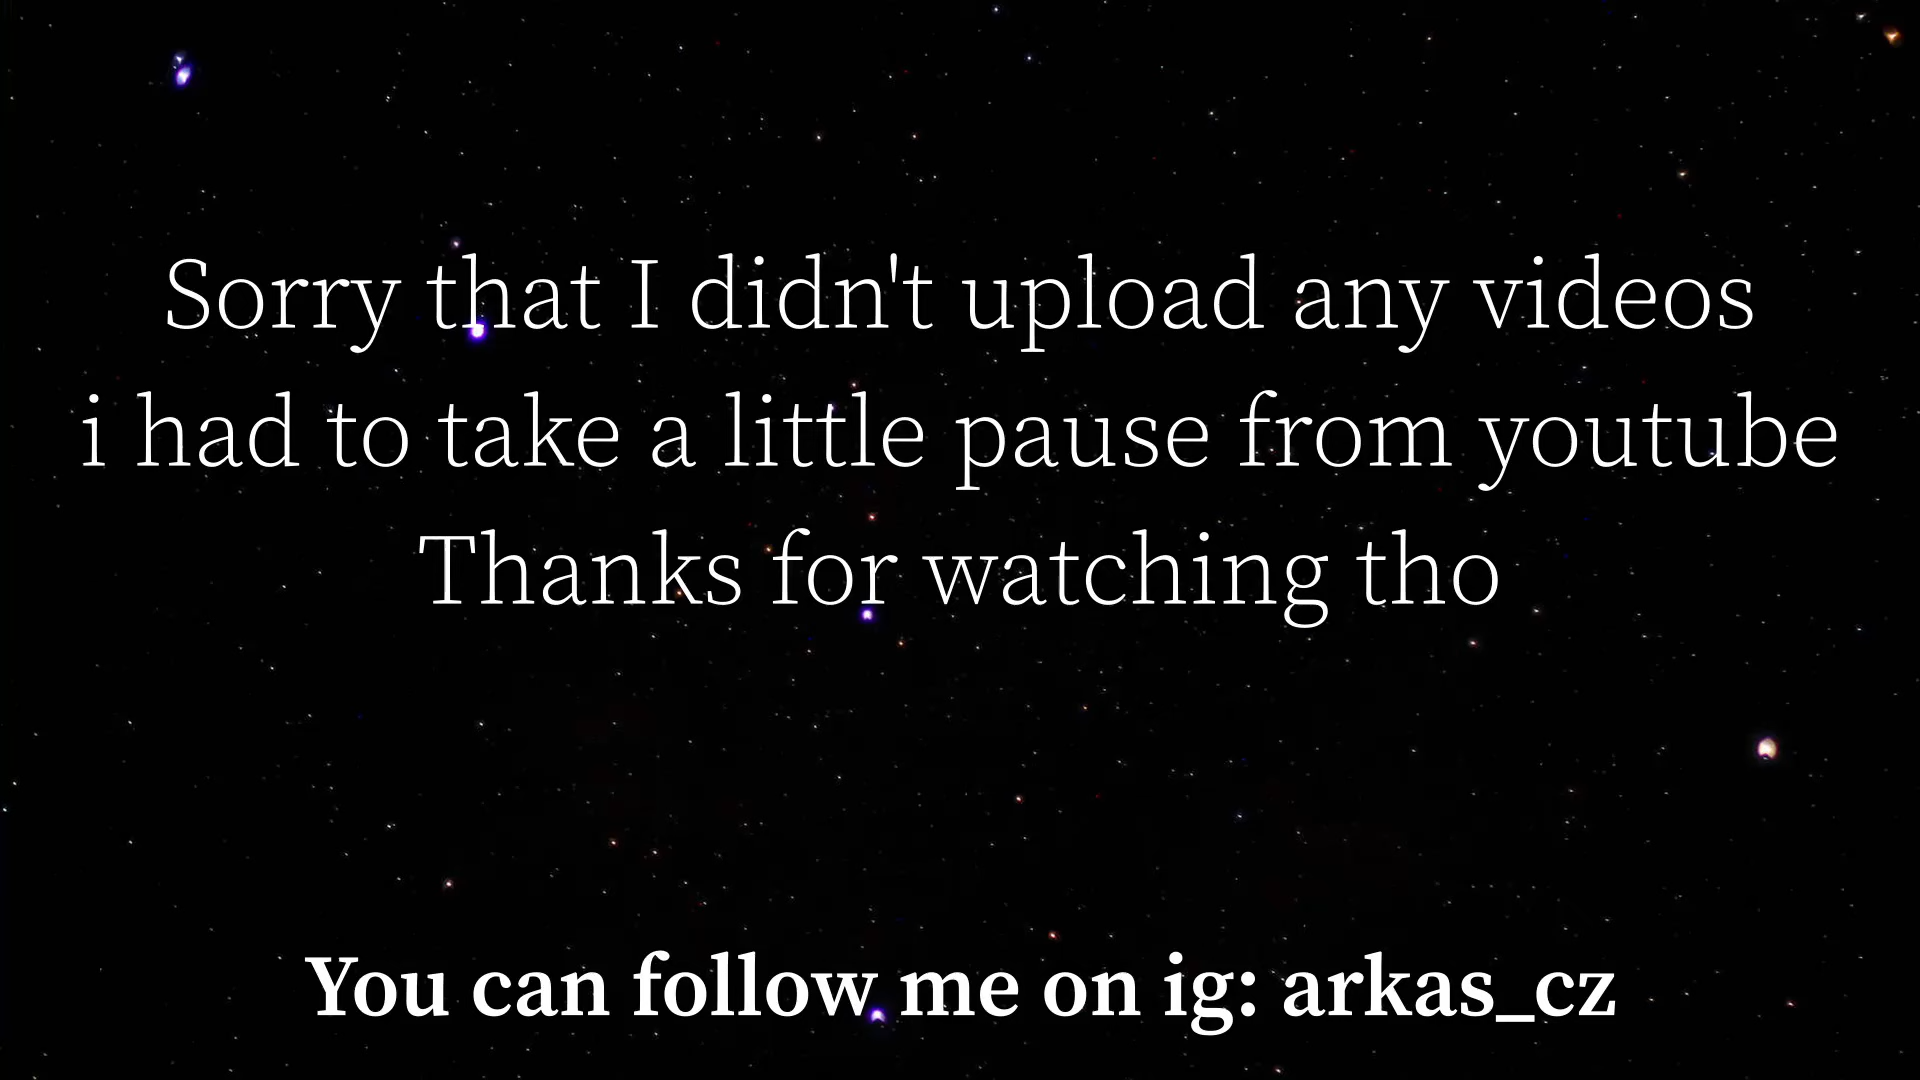 Sorry that I didn't upload any videos
i had to take a little pause from youtube
Thanks for watching tho
You can follow me on ig: arkas_cz